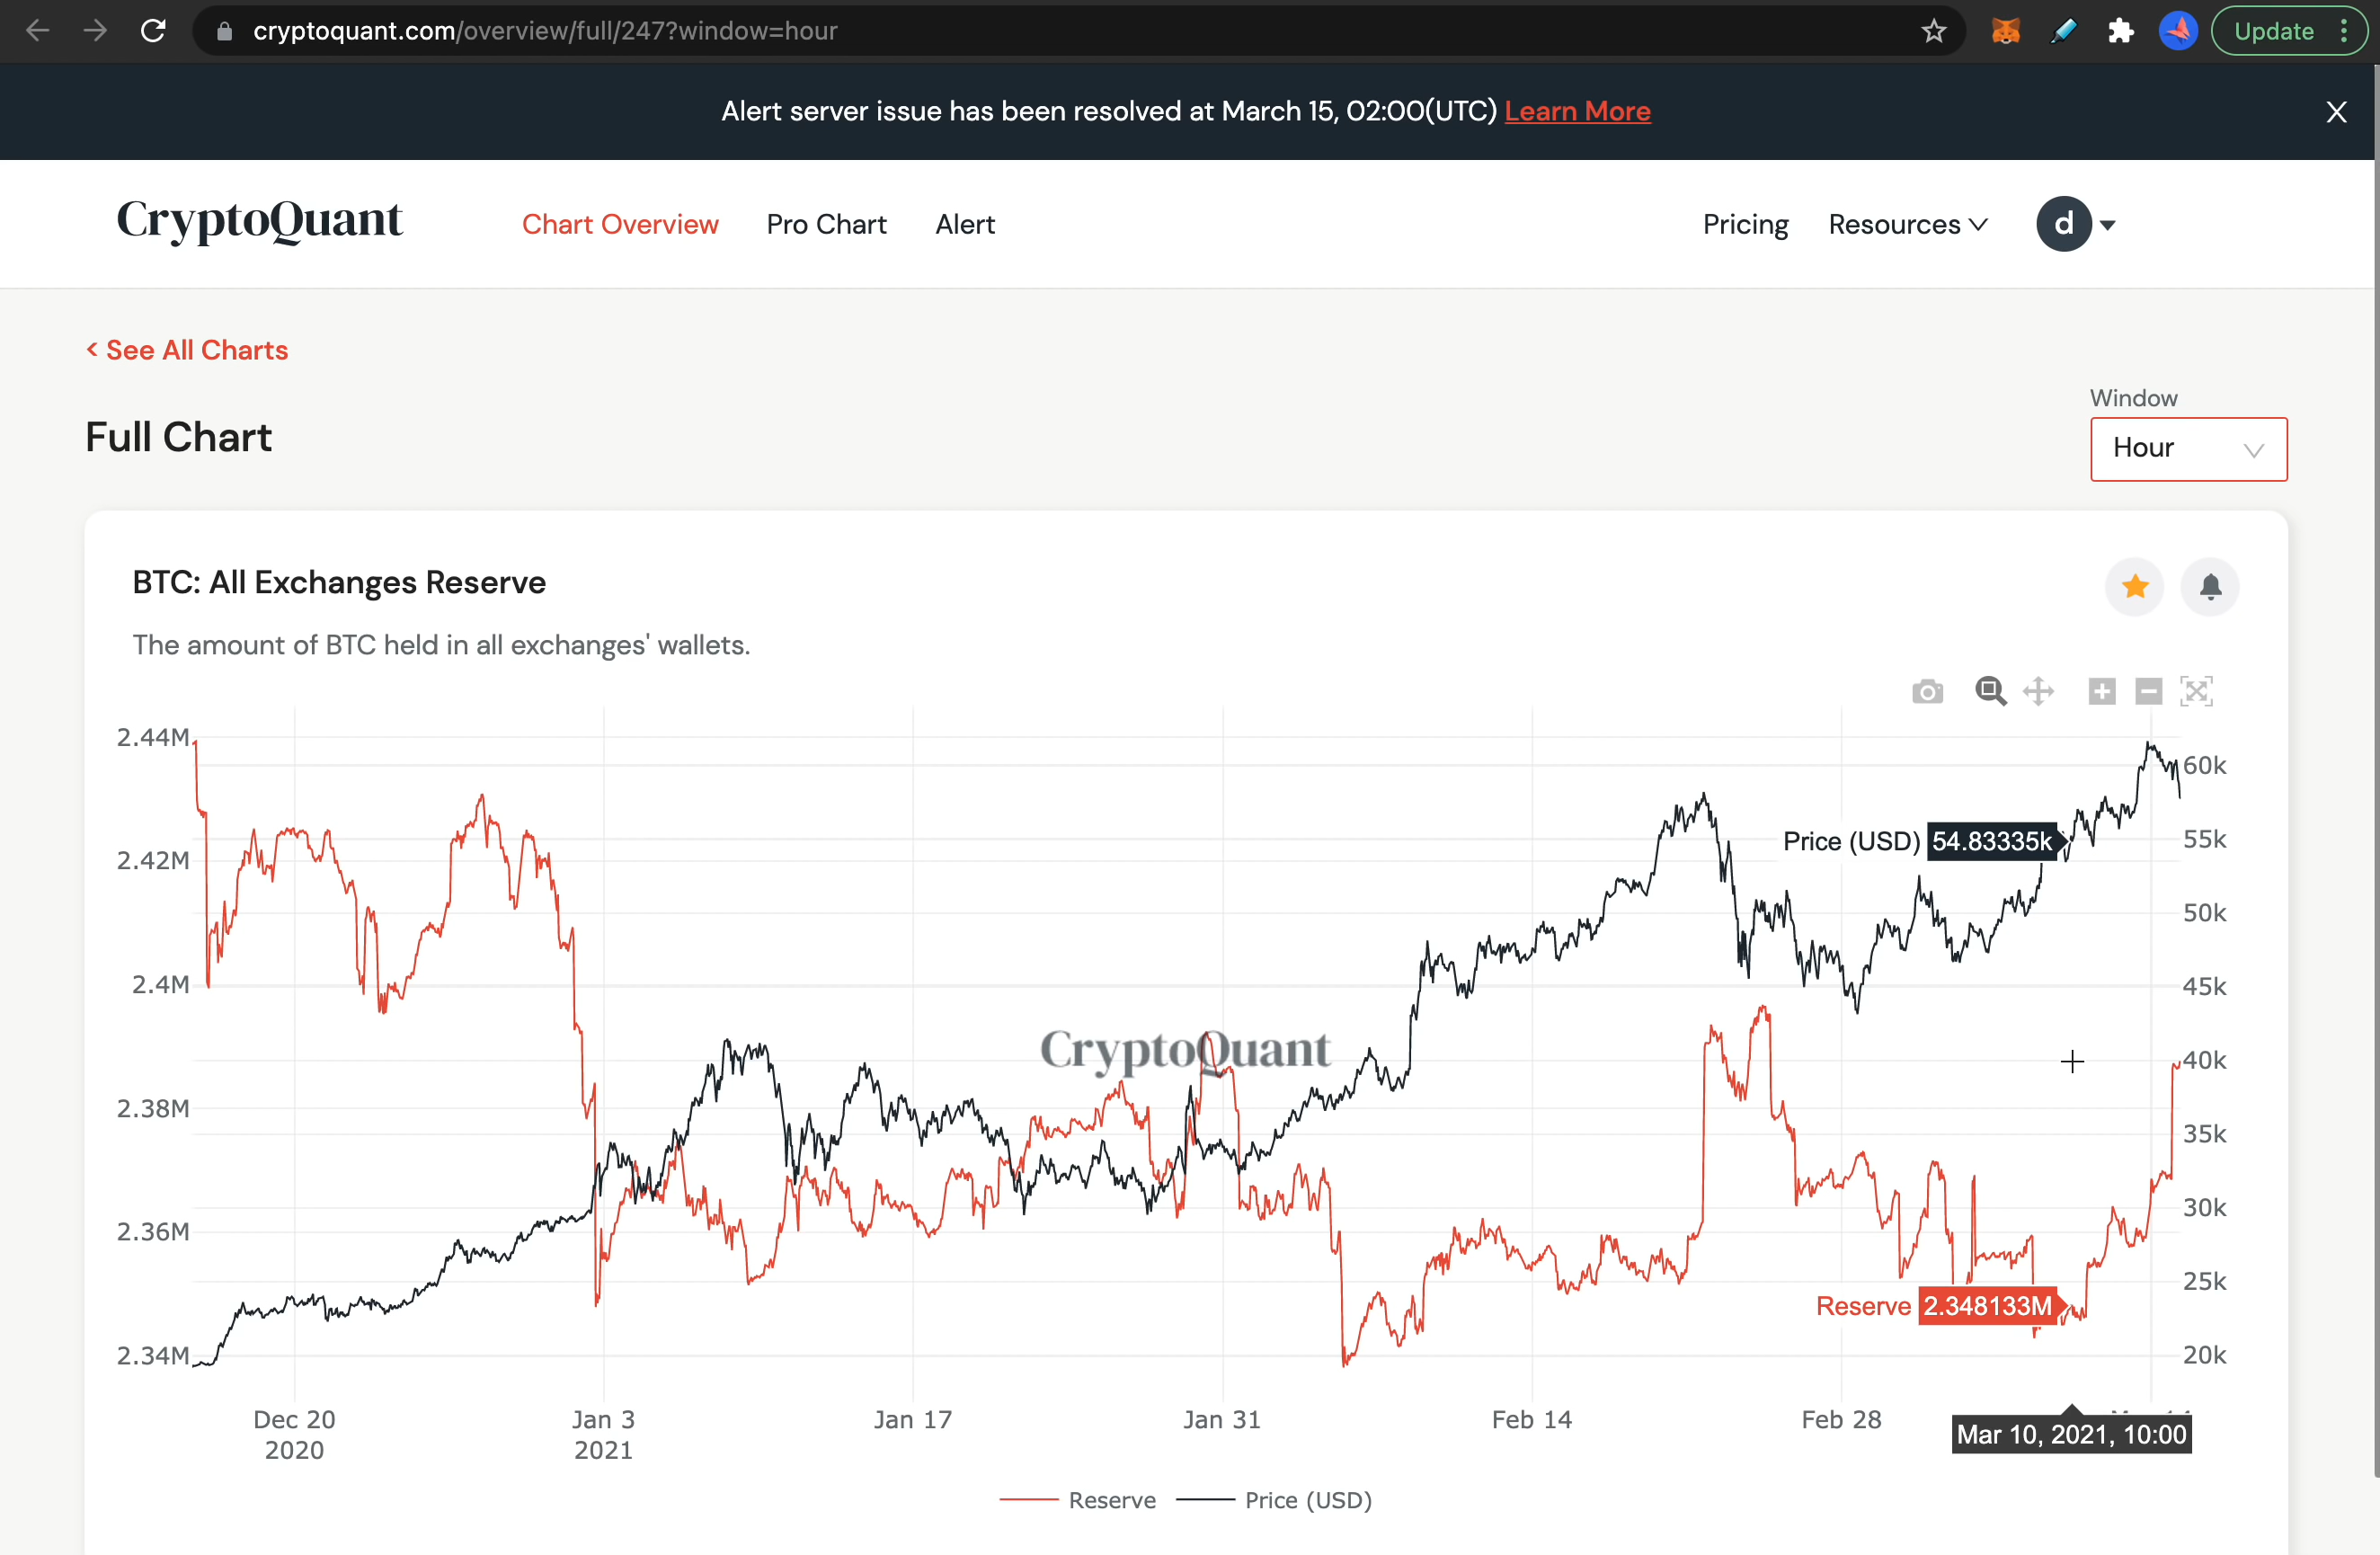 cryptoquant.com/overview/full/247?window=hour
Update
Alert server issue has been resolved at March 15, 02:00(UTC) Learn More
X
CryptoQuant
Chart Overview
Pro Chart
Alert
Pricing
Resources
d
< See All Charts
Window
Full Chart
Hour
BTC: All Exchanges Reserve
The amount of BTC held in all exchanges' wallets.
2.44M
2.42M
2.4M
2.38M
2.36M
2.34M
CryptoQuant
Price (USD) 54.83335k
Reserve 2.348133M
60k
55k
50k
45k
40k
35k
30k
25k
20k
Dec 20
2020
Jan 3
2021
Jan 17
Jan 31
Feb 14
Feb 28
Mar 10, 2021, 10:00
Reserve
Price (USD)